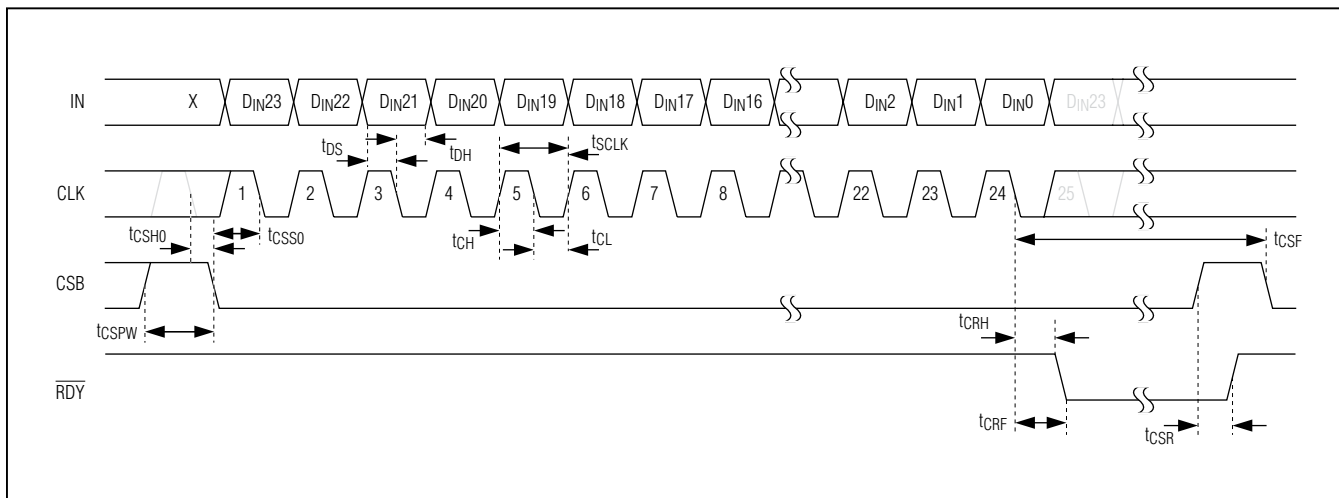 IN X DIN23 DIN22 DIN21 DIN20 DIN19 DIN18 DIN17 DIN16 DIN2 DIN1 DIN0 DIN23
tDS tDH tSCLK
CLK 1 2 3 4 5 6 7 8 22 23 24 25
tCSH0 tCSS0 tCH tCL tCSF
CSB
tCSPW tCRH
RDY
tCRF tCSR